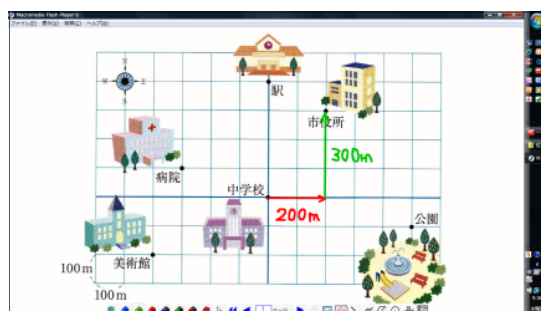 Macromedia Flash Player 6
ファイル(F) 表示(V) 制御(C) ヘルプ(H)
N
W E
S
駅
市役所
300m
病院
中学校
200m
公園
美術館
100m
100m